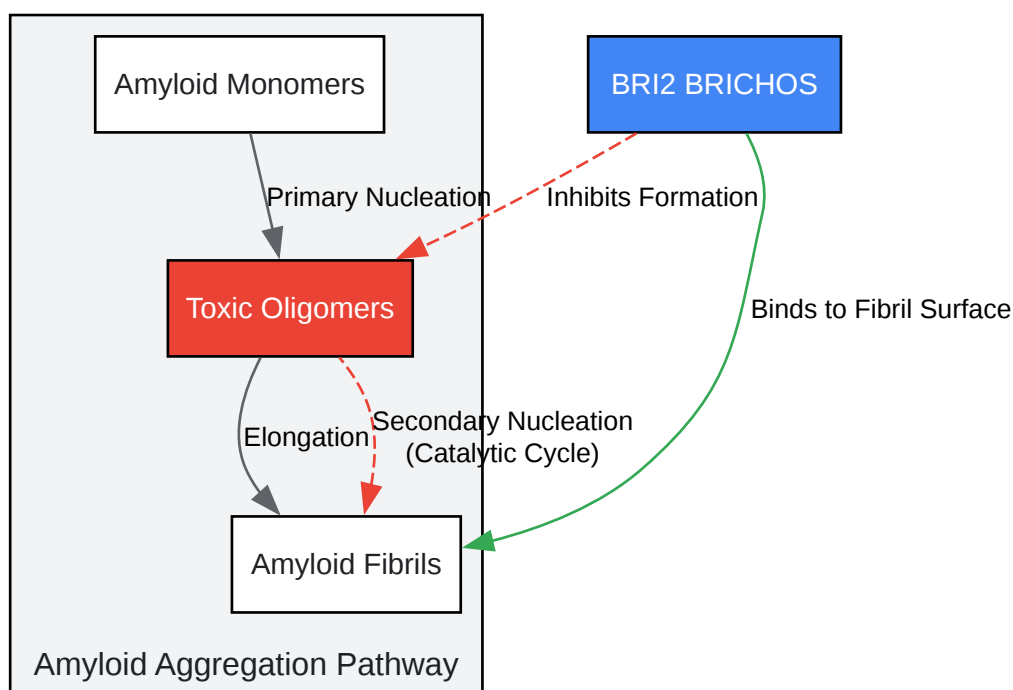 Amyloid Monomers
BRI2 BRICHOS
Primary Nucleation
Inhibits Formation
Toxic Oligomers
Binds to Fibril Surface
Elongation
Secondary Nucleation
(Catalytic Cycle)
Amyloid Fibrils
Amyloid Aggregation Pathway